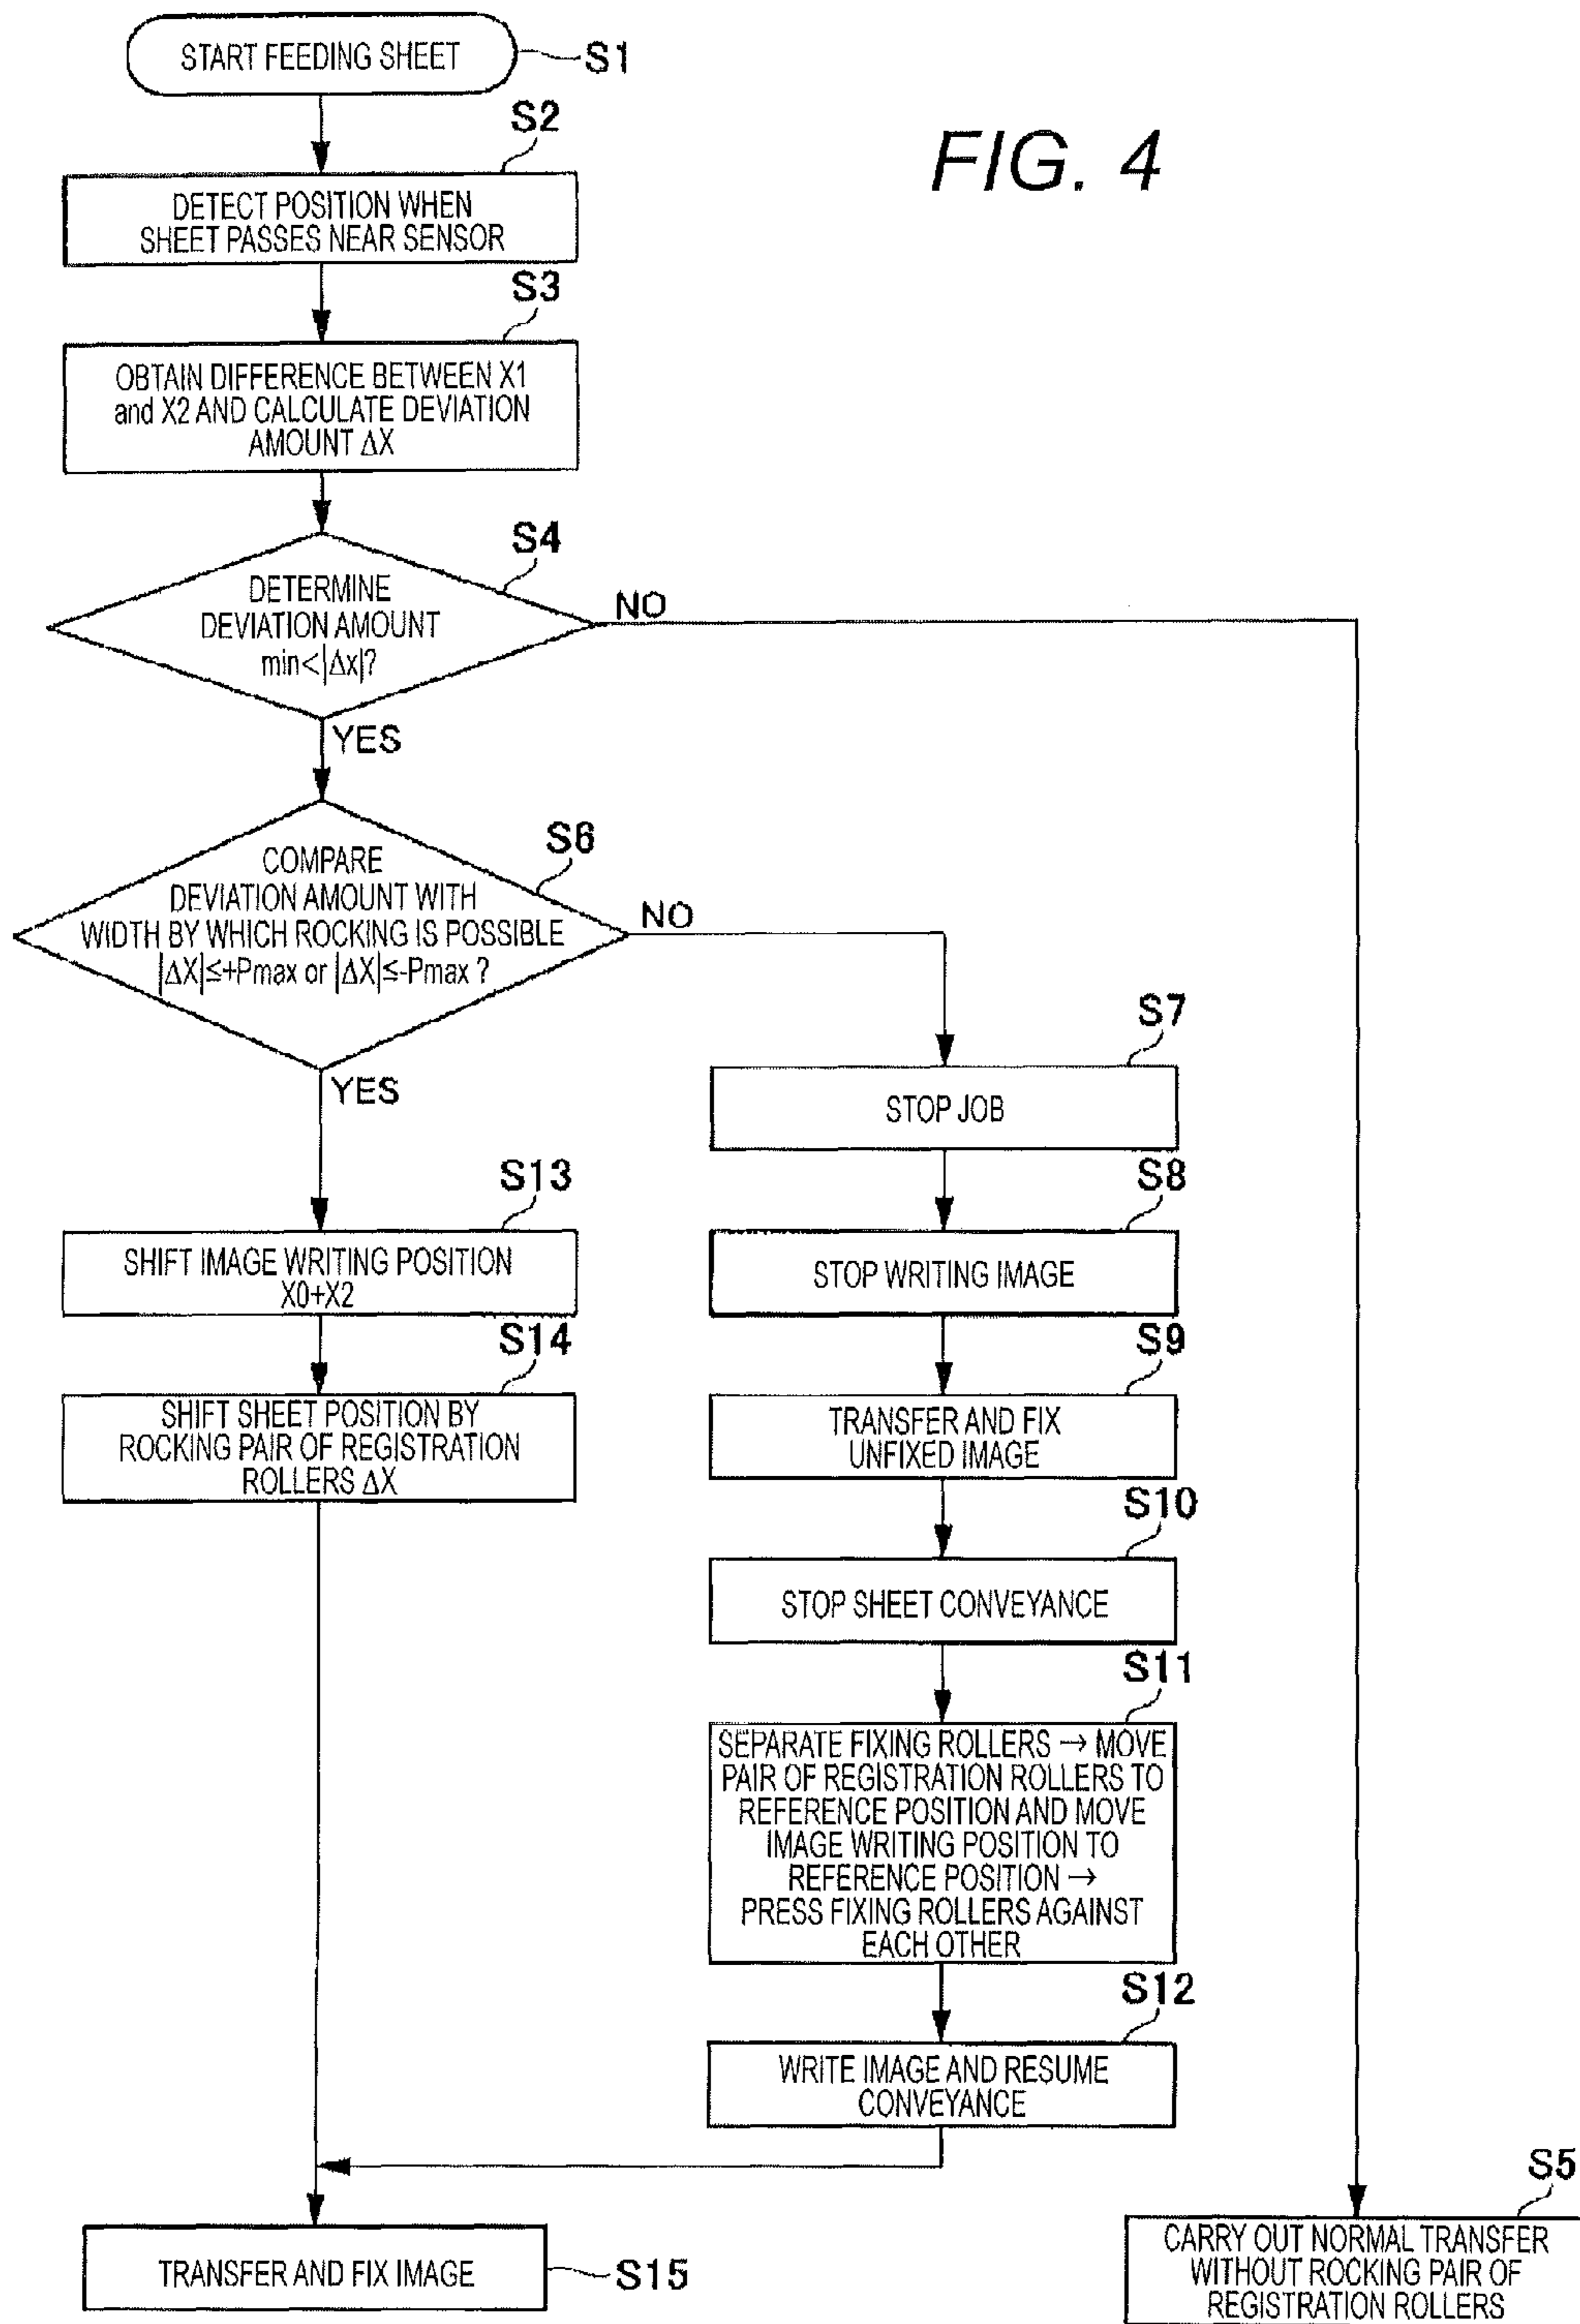 FIG. 4
START FEEDING SHEET
S1
S2
DETECT POSITION WHEN
SHEET PASSES NEAR SENSOR
S3
OBTAIN DIFFERENCE BETWEEN X1
and X2 AND CALCULATE DEVIATION
AMOUNT ΔX
S4
DETERMINE
DEVIATION AMOUNT
min<|Δx|?
NO
YES
S6
COMPARE
DEVIATION AMOUNT WITH
WIDTH BY WHICH ROCKING IS POSSIBLE
|ΔX|≤+Pmax or |ΔX|≤-Pmax ?
NO
YES
S7
STOP JOB
S8
STOP WRITING IMAGE
S9
TRANSFER AND FIX
UNFIXED IMAGE
S10
STOP SHEET CONVEYANCE
S11
SEPARATE FIXING ROLLERS → MOVE
PAIR OF REGISTRATION ROLLERS TO
REFERENCE POSITION AND MOVE
IMAGE WRITING POSITION TO
REFERENCE POSITION →
PRESS FIXING ROLLERS AGAINST
EACH OTHER
S12
WRITE IMAGE AND RESUME
CONVEYANCE
S13
SHIFT IMAGE WRITING POSITION
X0+X2
S14
SHIFT SHEET POSITION BY
ROCKING PAIR OF REGISTRATION
ROLLERS ΔX
TRANSFER AND FIX IMAGE
S15
S5
CARRY OUT NORMAL TRANSFER
WITHOUT ROCKING PAIR OF
REGISTRATION ROLLERS